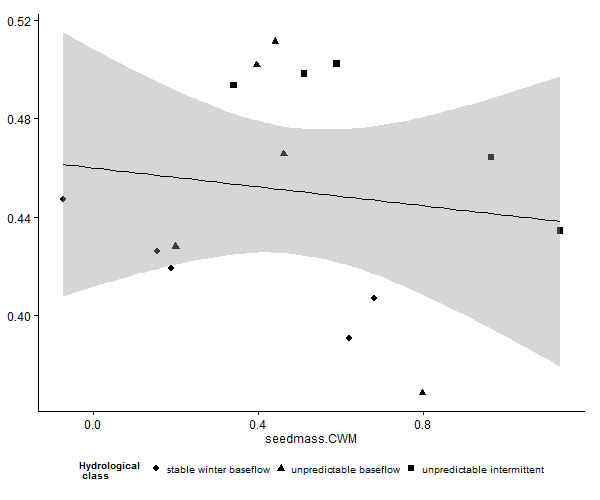 0.52
0.48
0.44
0.40
0.0 0.4 0.8
seedmass.CWM
Hydrological
class
stable winter baseflow unpredictable baseflow unpredictable intermittent